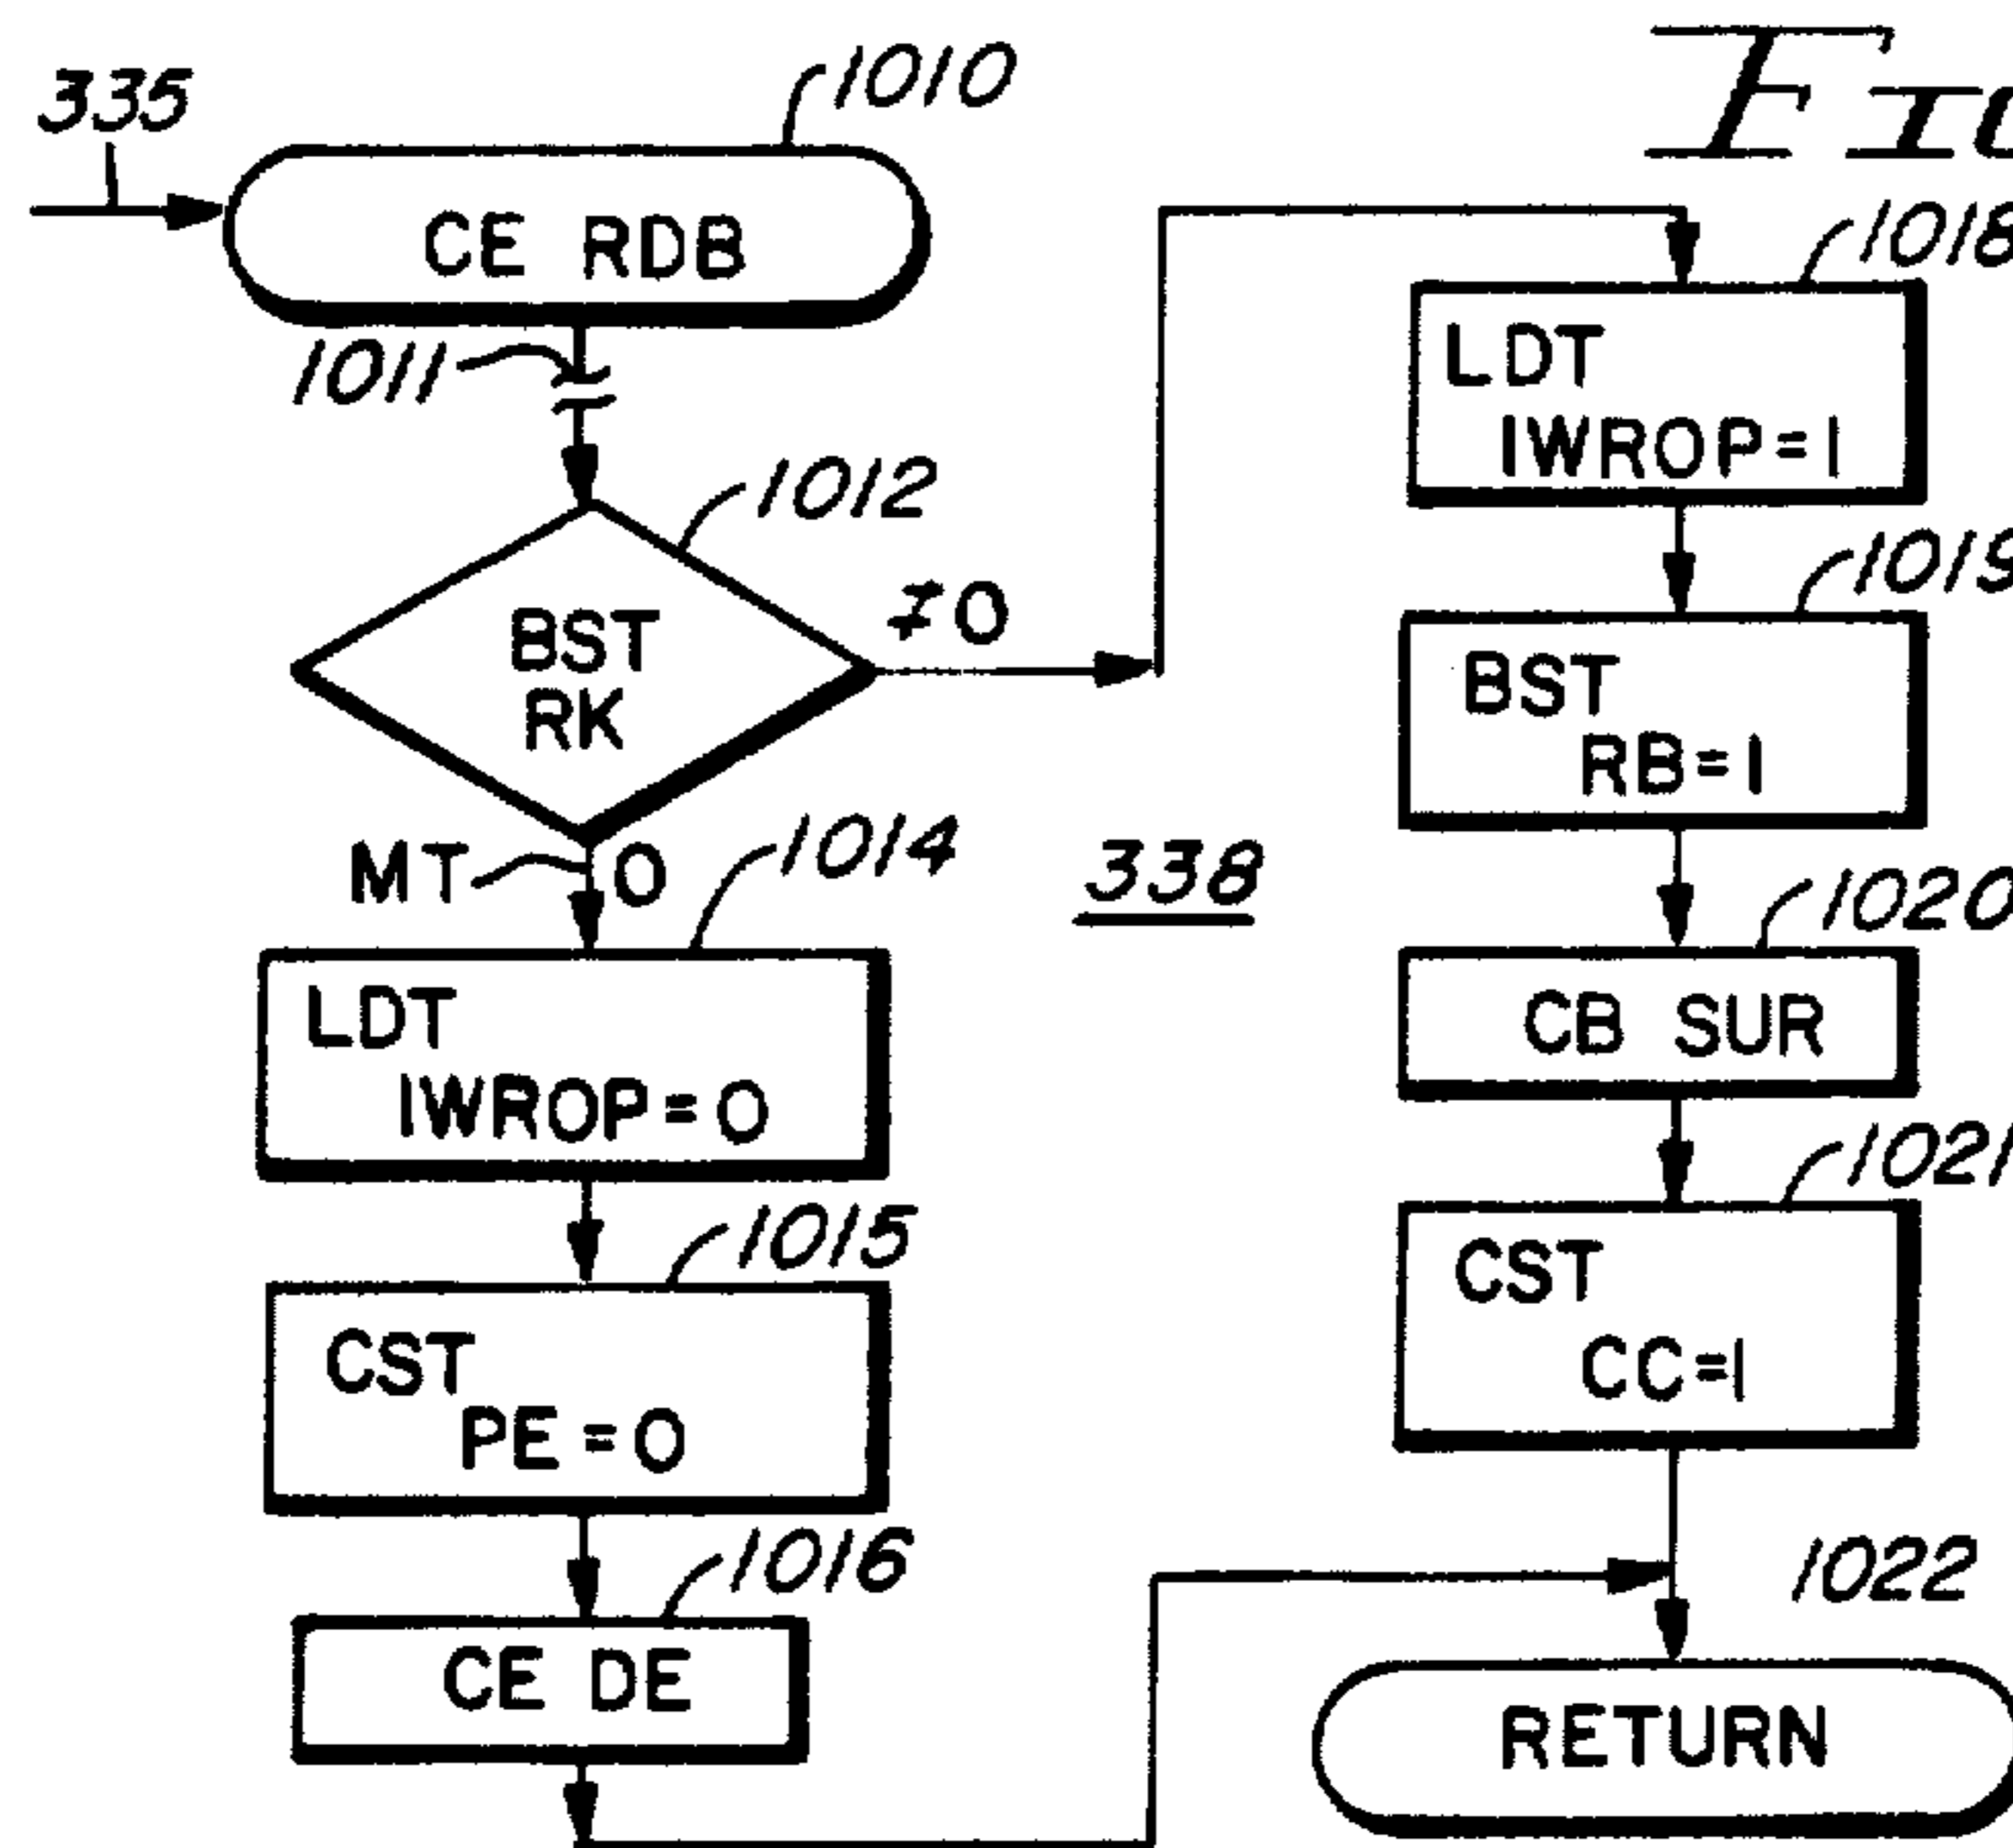 335
1010
CE RDB
1011
1012
BST
RK
≠0
MT
0
1014
LDT
IWROP=0
1015
CST
PE=0
1016
CE DE
338
1018
LDT
IWROP=1
1019
BST
RB=1
1020
CB SUR
1021
CST
CC=1
1022
RETURN